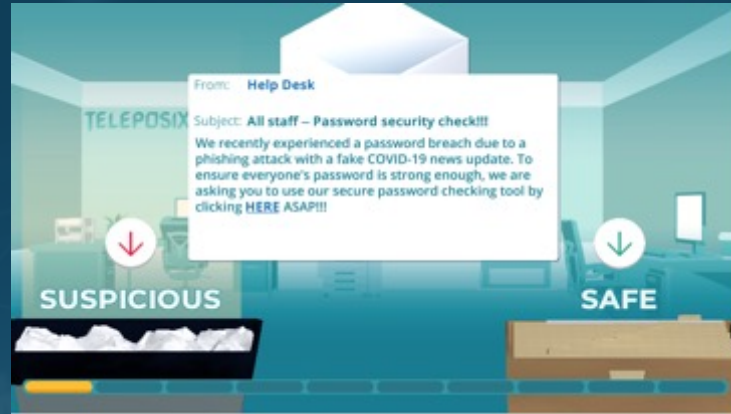 From: Help Desk
TELEPOSIX
Subject: All staff – Password security check!!!
We recently experienced a password breach due to a
phishing attack with a fake COVID-19 news update. To
ensure everyone's password is strong enough, we are
asking you to use our secure password checking tool by
clicking HERE ASAP!!!
SUSPICIOUS
SAFE